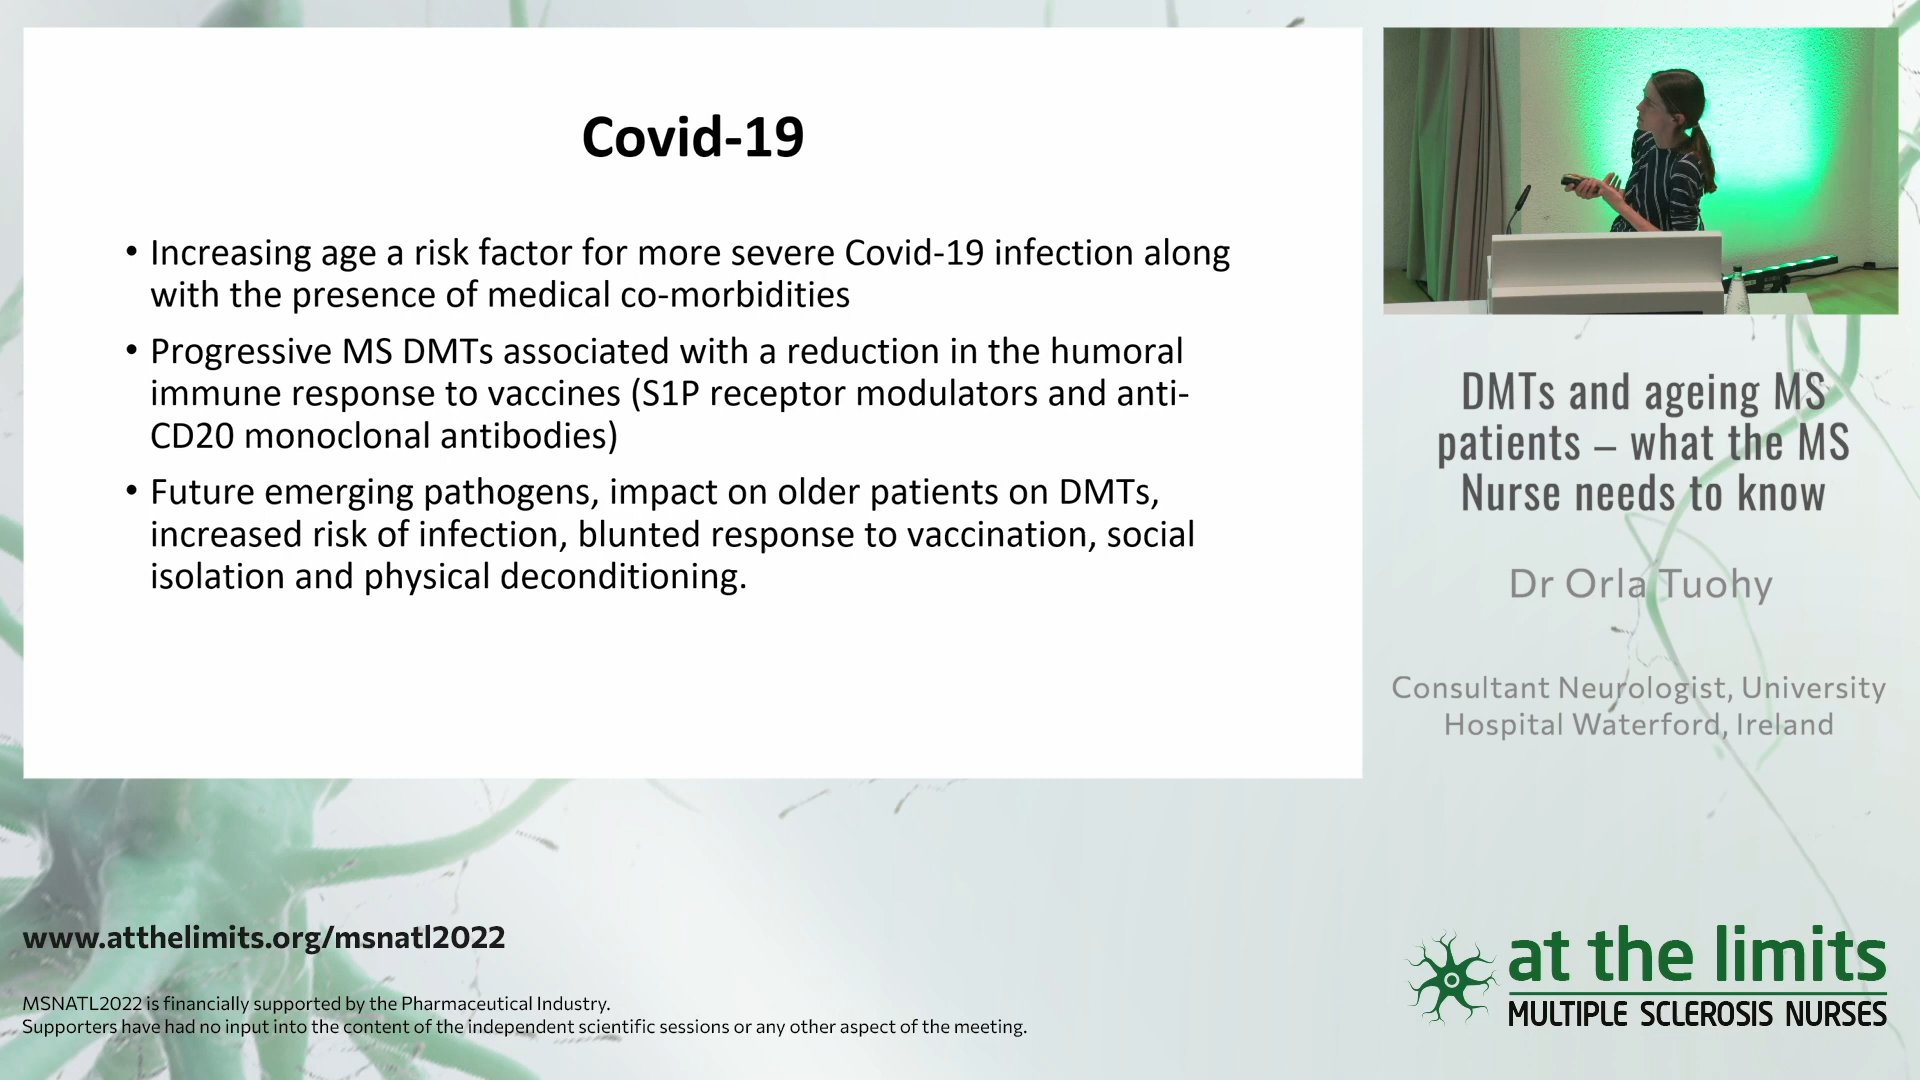 Covid-19
• Increasing age a risk factor for more severe Covid-19 infection along
with the presence of medical co-morbidities
• Progressive MS DMTs associated with a reduction in the humoral
immune response to vaccines (S1P receptor modulators and anti-
CD20 monoclonal antibodies)
• Future emerging pathogens, impact on older patients on DMTs,
increased risk of infection, blunted response to vaccination, social
isolation and physical deconditioning.
DMTs and ageing MS
patients – what the MS
Nurse needs to know
Dr Orla Tuohy
Consultant Neurologist, University
Hospital Waterford, Ireland
www.atthelimits.org/msnatl2022
MSNATL2022 is financially supported by the Pharmaceutical Industry.
Supporters have had no input into the content of the independent scientific sessions or any other aspect of the meeting.
at the limits
MULTIPLE SCLEROSIS NURSES